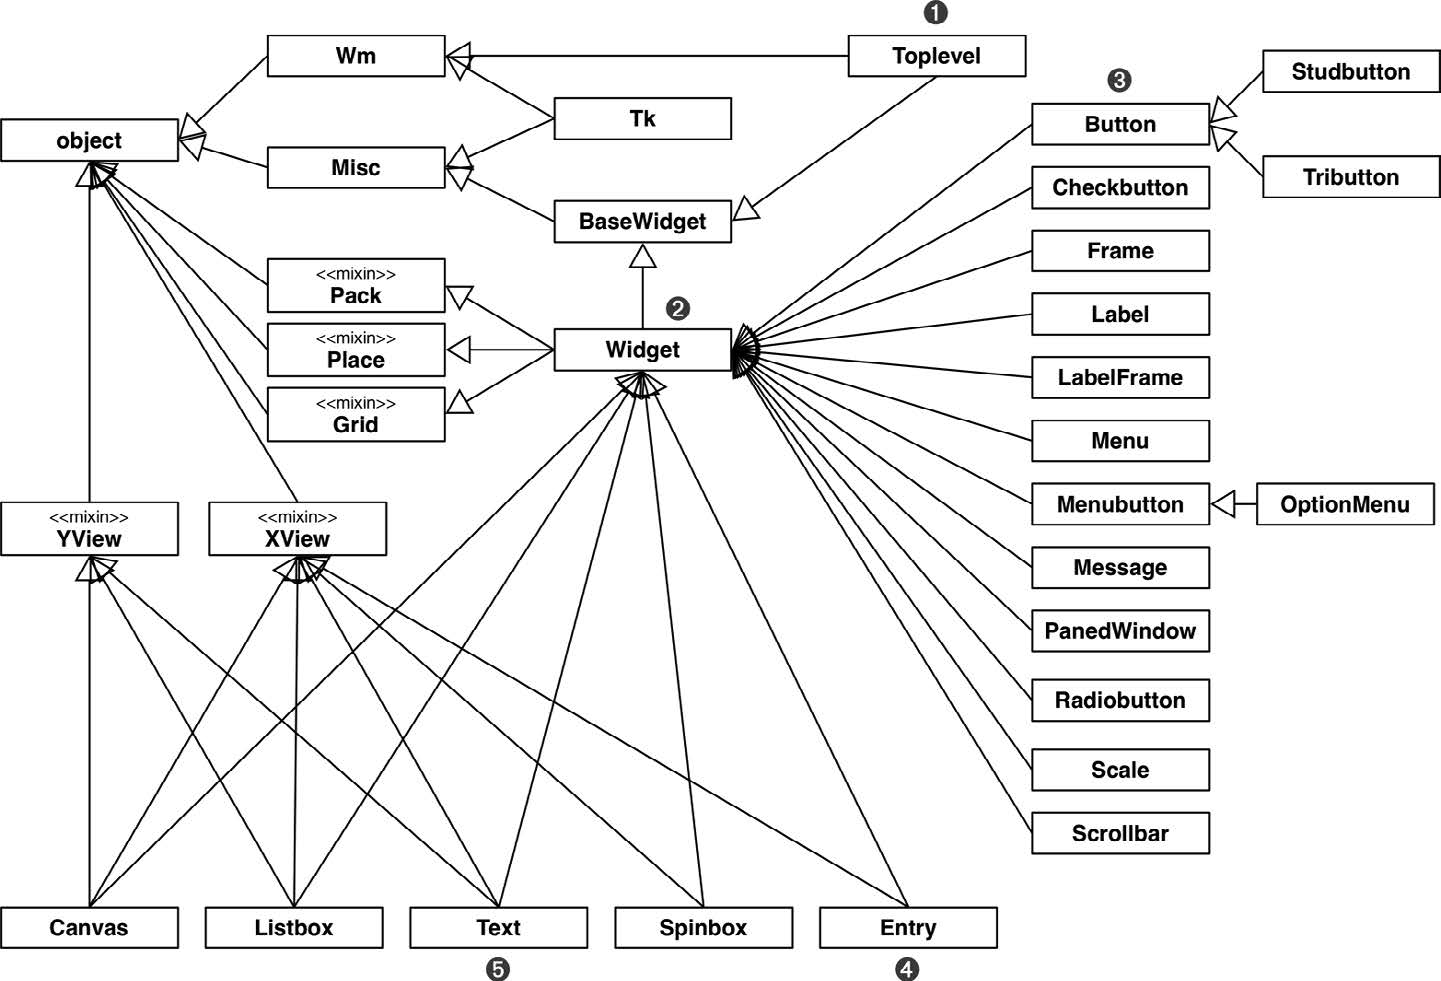 ❶
Wm
Toplevel
Studbutton
❸
Tk
Button
object
Misc
Tributton
Checkbutton
BaseWidget
Frame
<<mixin>>
Pack
❷
Label
<<mixin>>
Place
Widget
LabelFrame
<<mixin>>
Grid
Menu
<<mixin>>
YView
<<mixin>>
XView
Menubutton
OptionMenu
Message
PanedWindow
Radiobutton
Scale
Scrollbar
Canvas
Listbox
Text
Spinbox
Entry
❺
❹